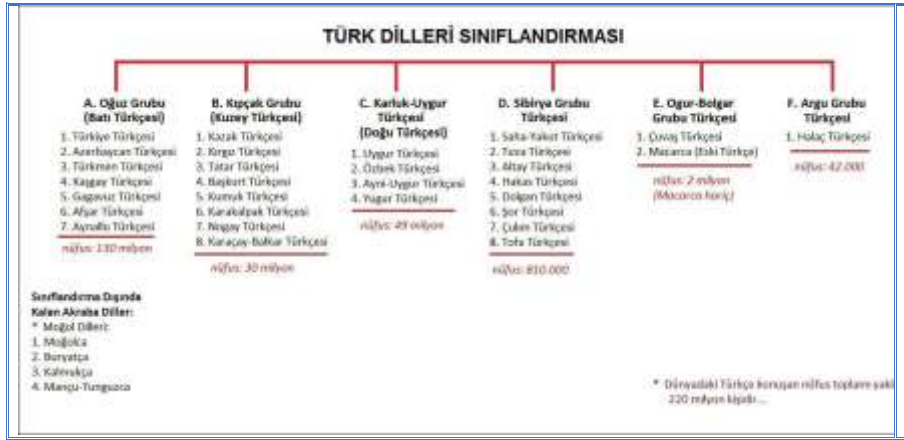 TÜRK DİLLERİ SINIFLANDIRMASI
A. Oğuz Grubu
(Batı Türkçesi)
1. Türkiye Türkçesi
2. Azerbaycan Türkçesi
3. Türkmen Türkçesi
4. Kaşgay Türkçesi
5. Gagavuz Türkçesi
6. Afşar Türkçesi
7. Aynallu Türkçesi
nüfus: 130 milyon
B. Kıpçak Grubu
(Kuzey Türkçesi)
1. Kazak Türkçesi
2. Kırgız Türkçesi
3. Tatar Türkçesi
4. Başkurt Türkçesi
5. Kumuk Türkçesi
6. Karakalpak Türkçesi
7. Nogay Türkçesi
8. Karaçay-Balkar Türkçesi
nüfus: 30 milyon
C. Karluk-Uygur
Türkçesi
(Doğu Türkçesi)
1. Uygur Türkçesi
2. Özbek Türkçesi
3. Ayni-Uygur Türkçesi
4. Yugur Türkçesi
nüfus: 49 milyon
D. Sibirya Grubu
Türkçesi
1. Saha-Yakut Türkçesi
2. Tuva Türkçesi
3. Altay Türkçesi
4. Hakas Türkçesi
5. Dolgan Türkçesi
6. Şor Türkçesi
7. Çulım Türkçesi
8. Tofa Türkçesi
nüfus: 810.000
E. Ogur-Bolgar
Grubu Türkçesi
1. Çuvaş Türkçesi
2. Macarca (Eski Türkçe)
nüfus: 2 milyon
(Macarca hariç)
F. Argu Grubu
Türkçesi
1. Halaç Türkçesi
nüfus: 42.000
Sınıflandırma Dışında
Kalan Akraba Diller:
* Moğol Dilleri:
1. Moğolca
2. Buryatça
3. Kalmukça
4. Mançu-Tunguzca
* Dünyadaki Türkçe konuşan nüfus toplamı yakl
220 milyon kişidir...